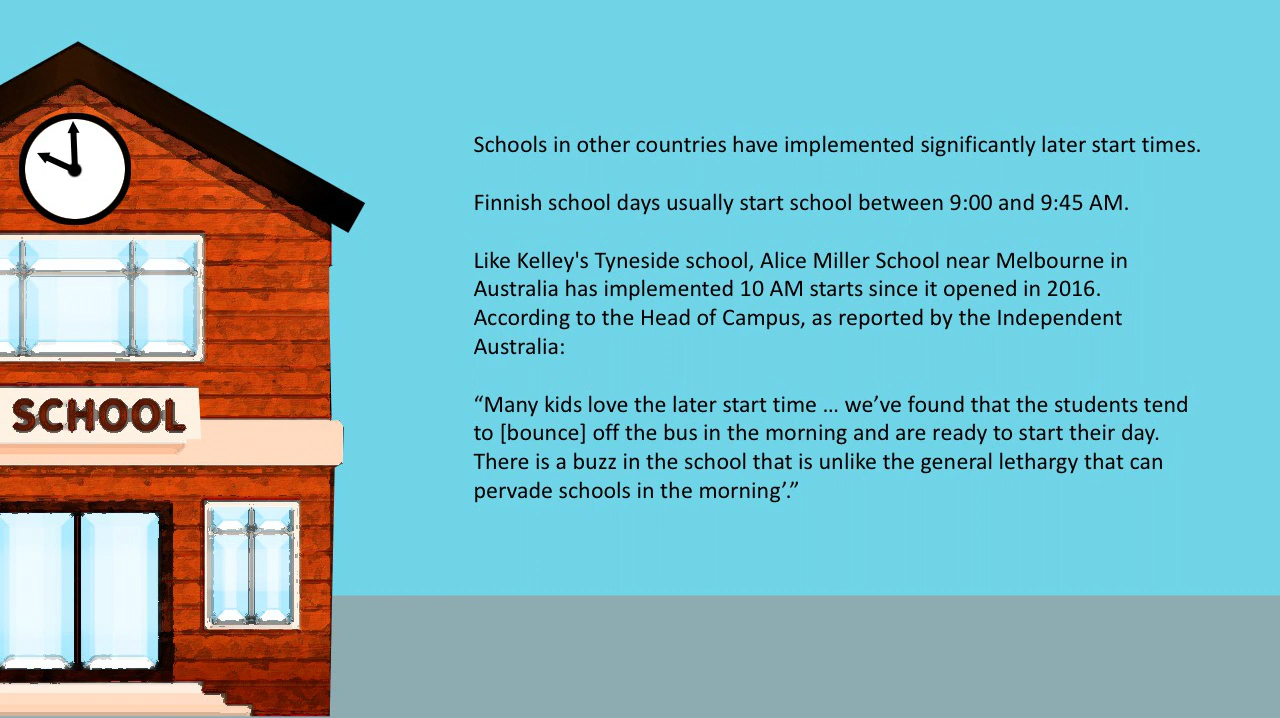 SCHOOL
Schools in other countries have implemented significantly later start times.
Finnish school days usually start school between 9:00 and 9:45 AM.
Like Kelley's Tyneside school, Alice Miller School near Melbourne in
Australia has implemented 10 AM starts since it opened in 2016.
According to the Head of Campus, as reported by the Independent
Australia:
“Many kids love the later start time … we’ve found that the students tend
to [bounce] off the bus in the morning and are ready to start their day.
There is a buzz in the school that is unlike the general lethargy that can
pervade schools in the morning’.”